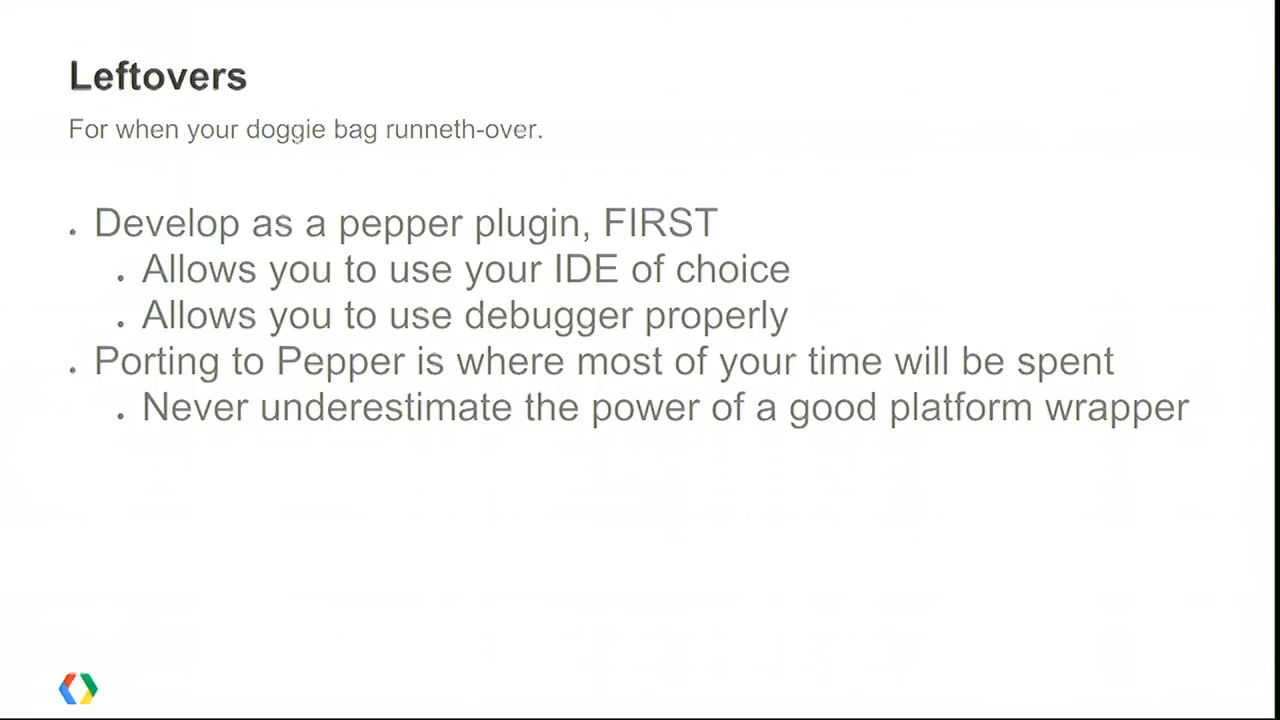 Leftovers
For when your doggie bag runneth-over.
. Develop as a pepper plugin, FIRST
. Allows you to use your IDE of choice
. Allows you to use debugger properly
. Porting to Pepper is where most of your time will be spent
. Never underestimate the power of a good platform wrapper